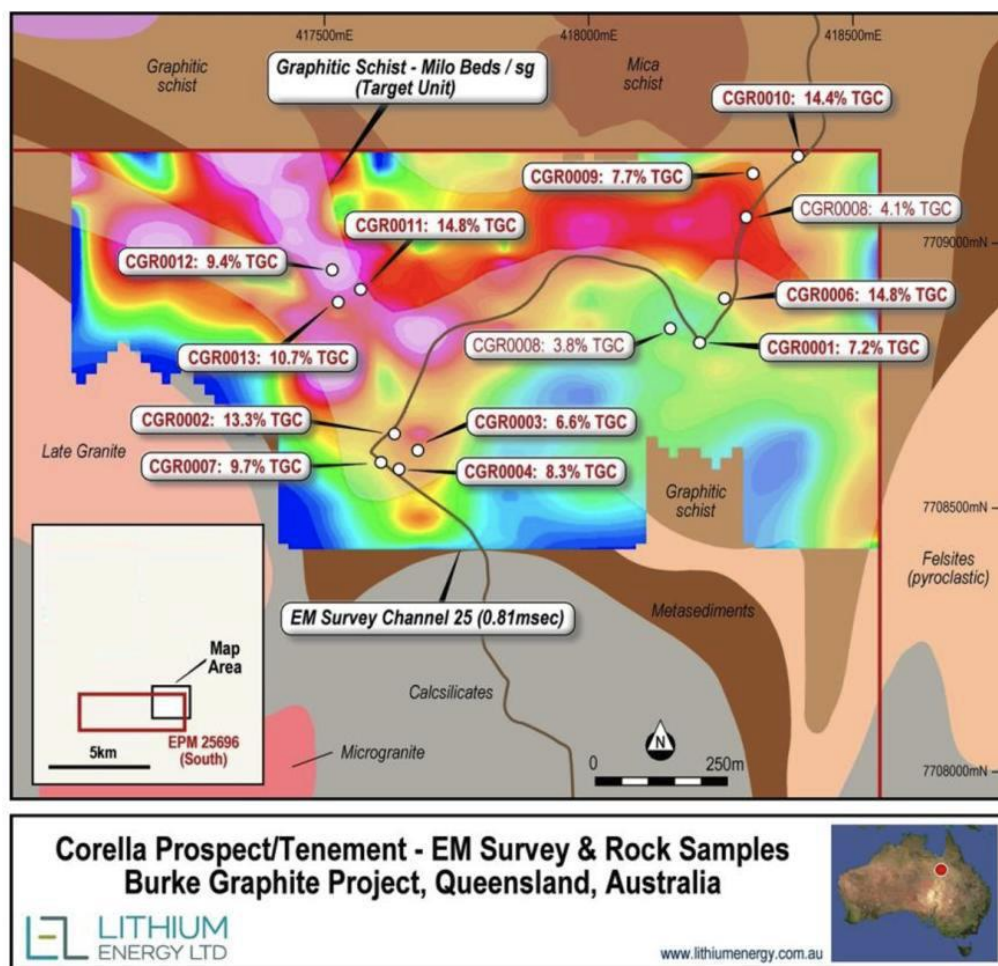 417500mE
418000mE
418500mE
Graphitic
schist
Graphitic Schist - Milo Beds / sg
(Target Unit)
Mica
schist
CGR0010: 14.4% TGC
CGR0009: 7.7% TGC
CGR0011: 14.8% TGC
CGR0008: 4.1% TGC
7709000mN
CGR0012: 9.4% TGC
CGR0006: 14.8% TGC
CGR0013: 10.7% TGC
CGR0008: 3.8% TGC
CGR0001: 7.2% TGC
CGR0002: 13.3% TGC
CGR0003: 6.6% TGC
Late Granite
CGR0007: 9.7% TGC
CGR0004: 8.3% TGC
Graphitic
schist
7708500mN
Felsites
(pyroclastic)
EM Survey Channel 25 (0.81msec)
Metasediments
Map
Area
Calcsilicates
EPM 25696
(South)
5km
Microgranite
N
0
250m
7708000mN
Corella Prospect/Tenement - EM Survey & Rock Samples
Burke Graphite Project, Queensland, Australia
LITHIUM
ENERGY LTD
www.lithiumenergy.com.au